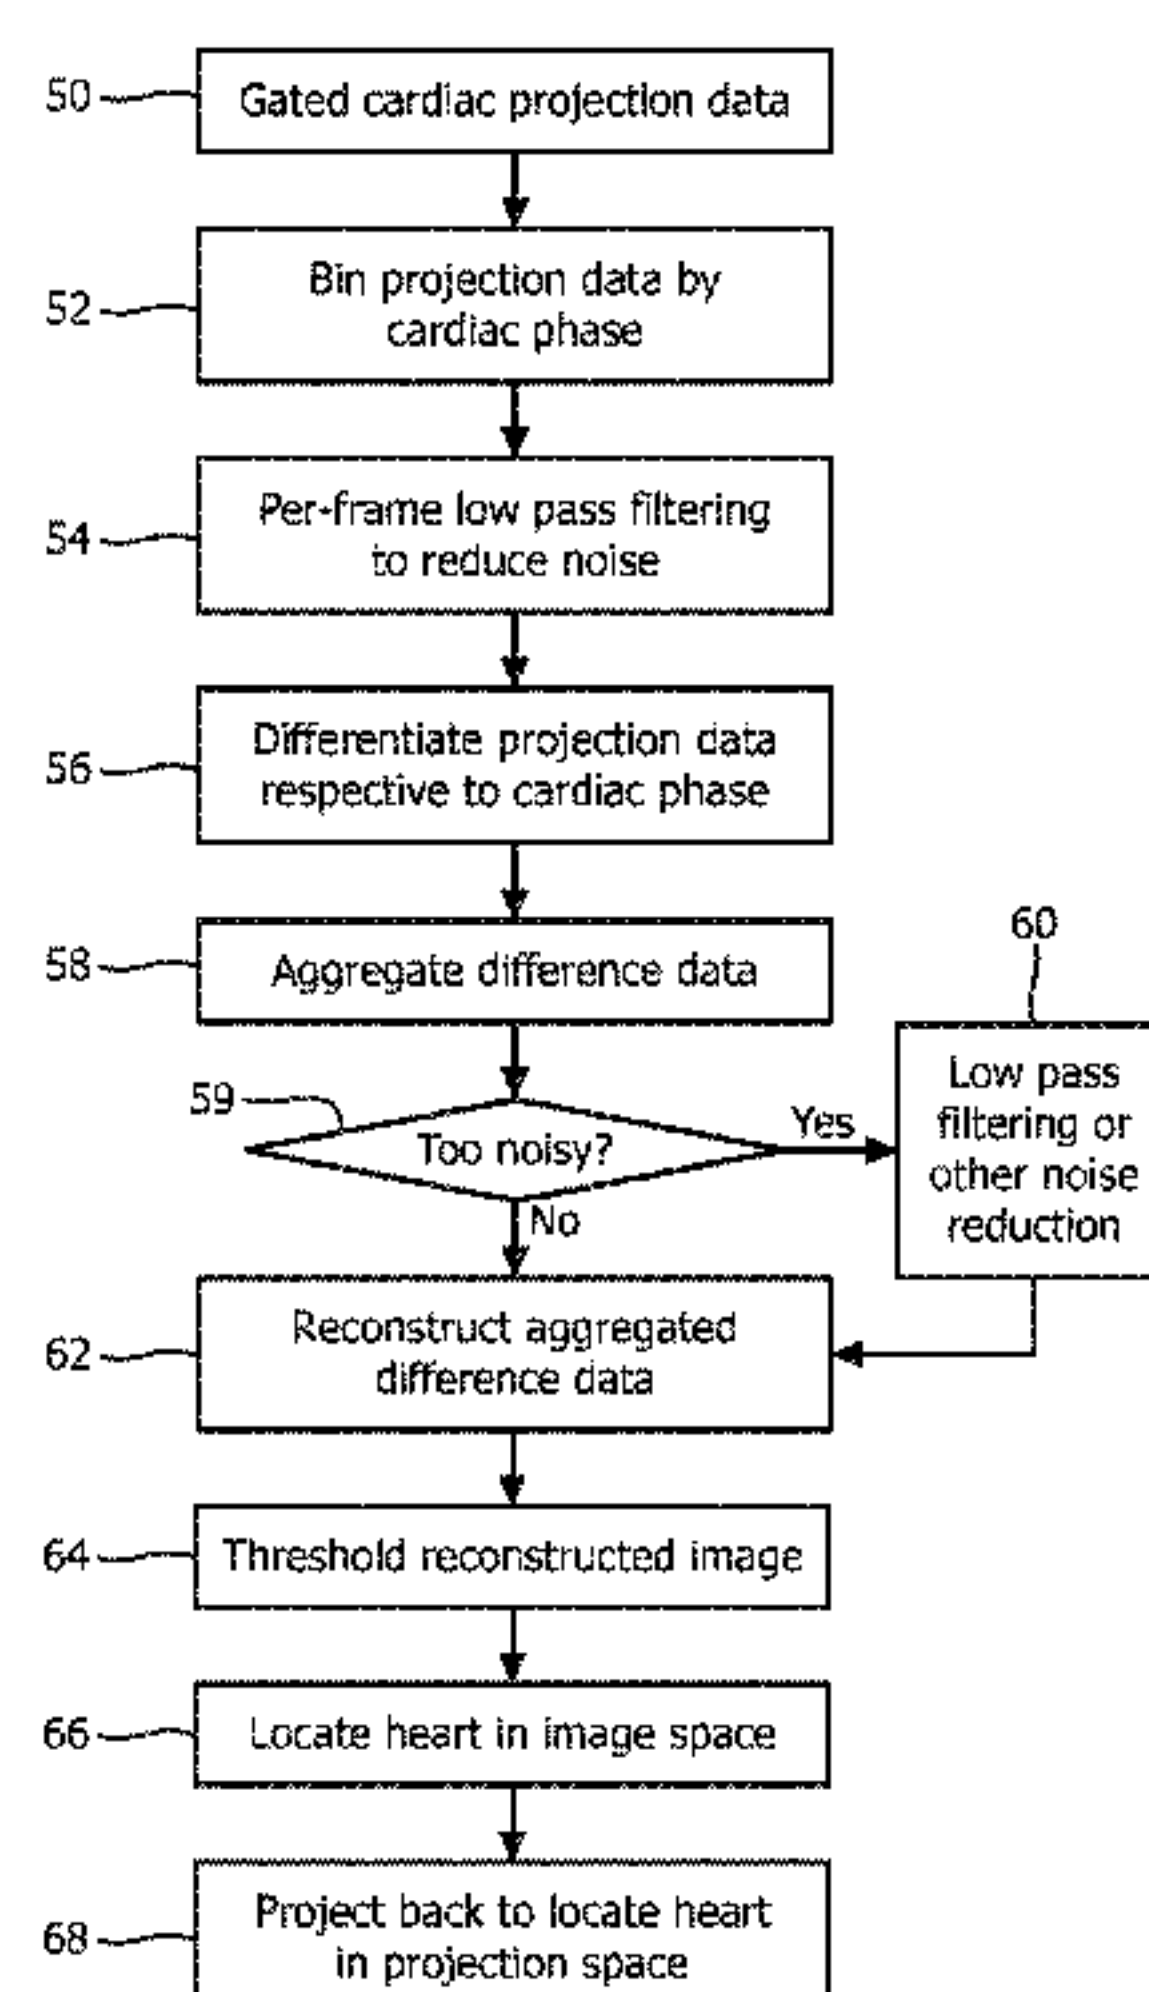 50
Gated cardiac projection data
52
Bin projection data by
cardiac phase
54
Per-frame low pass filtering
to reduce noise
56
Differentiate projection data
respective to cardiac phase
58
Aggregate difference data
60
59
Too noisy?
Yes
No
Low pass
filtering or
other noise
reduction
62
Reconstruct aggregated
difference data
64
Threshold reconstructed image
66
Locate heart in image space
68
Project back to locate heart
in projection space